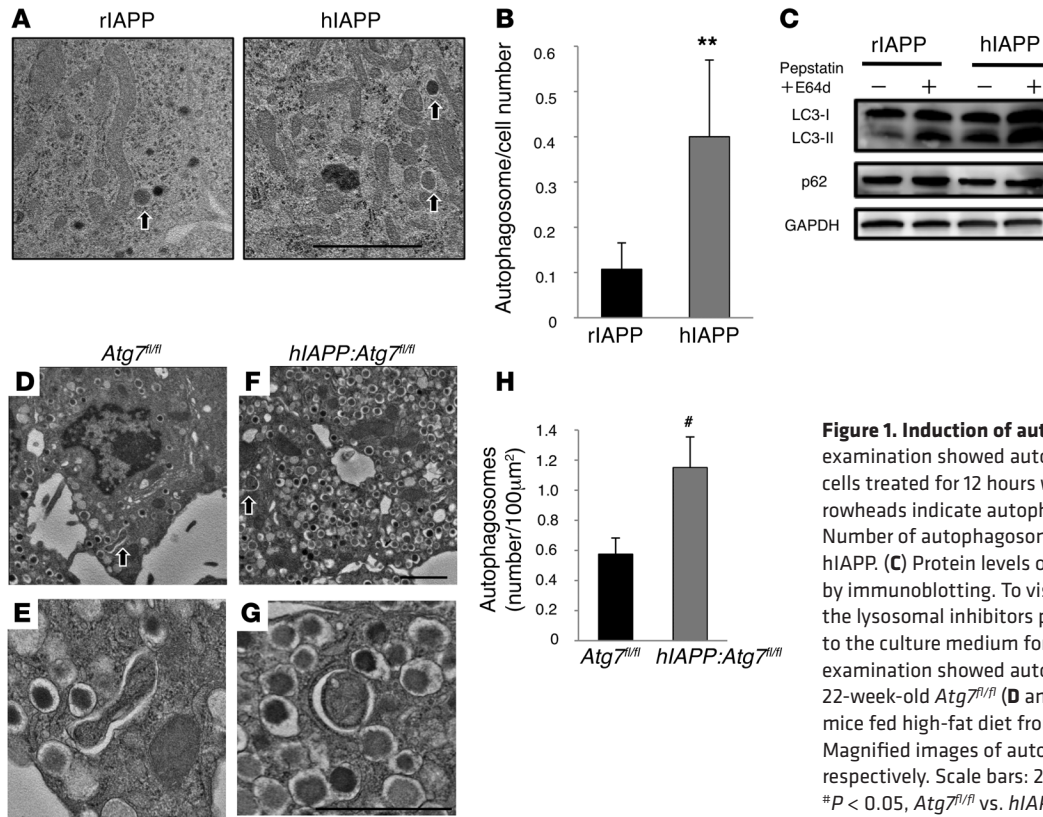 A
rIAPP
hIAPP
B
Autophagosome/cell number
0.6
0.5
0.4
0.3
0.2
0.1
0
**
rIAPP
hIAPP
C
rIAPP
hIAPP
Pepstatin
+E64d
− + − +
LC3-I
LC3-II
p62
GAPDH
Atg7fl/fl
hIAPP:Atg7fl/fl
D
F
E
G
H
Autophagosomes
(number/100μm²)
1.4
1.2
1.0
0.8
0.6
0.4
0.2
0
#
Atg7fl/fl
hIAPP:Atg7fl/fl
Figure 1. Induction of aut
examination showed auto
cells treated for 12 hours w
rowheads indicate autoph
Number of autophagoson
hIAPP. (C) Protein levels o
by immunoblotting. To vis
the lysosomal inhibitors p
to the culture medium for
examination showed auto
22-week-old Atg7fl/fl (D an
mice fed high-fat diet fro
Magnified images of auto
respectively. Scale bars: 2
#P < 0.05, Atg7fl/fl vs. hIAP